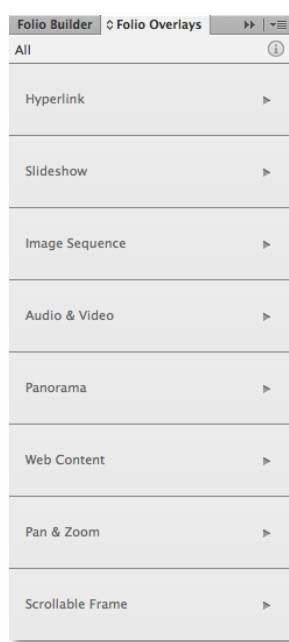 Folio Builder Folio Overlays
All
Hyperlink
Slideshow
Image Sequence
Audio & Video
Panorama
Web Content
Pan & Zoom
Scrollable Frame